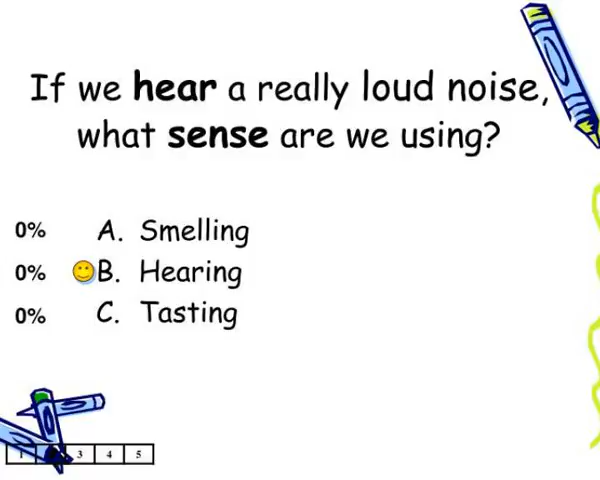 If we hear a really loud noise,
what sense are we using?
0% A. Smelling
0% B. Hearing
0% C. Tasting
1 3 4 5